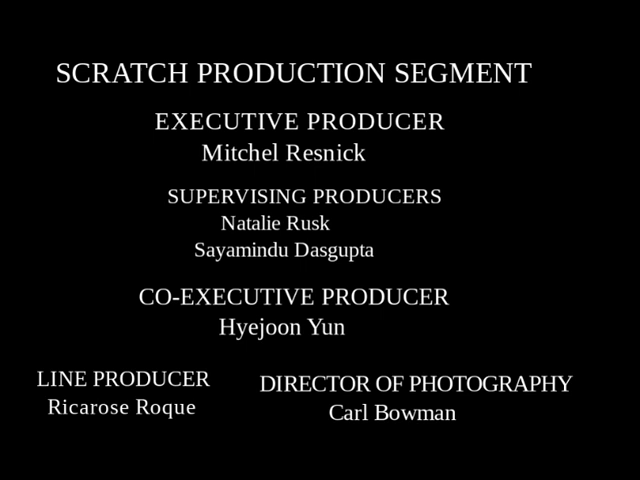 SCRATCH PRODUCTION SEGMENT
EXECUTIVE PRODUCER
Mitchel Resnick
SUPERVISING PRODUCERS
Natalie Rusk
Sayamindu Dasgupta
CO-EXECUTIVE PRODUCER
Hyejoon Yun
LINE PRODUCER
Ricarose Roque
DIRECTOR OF PHOTOGRAPHY
Carl Bowman